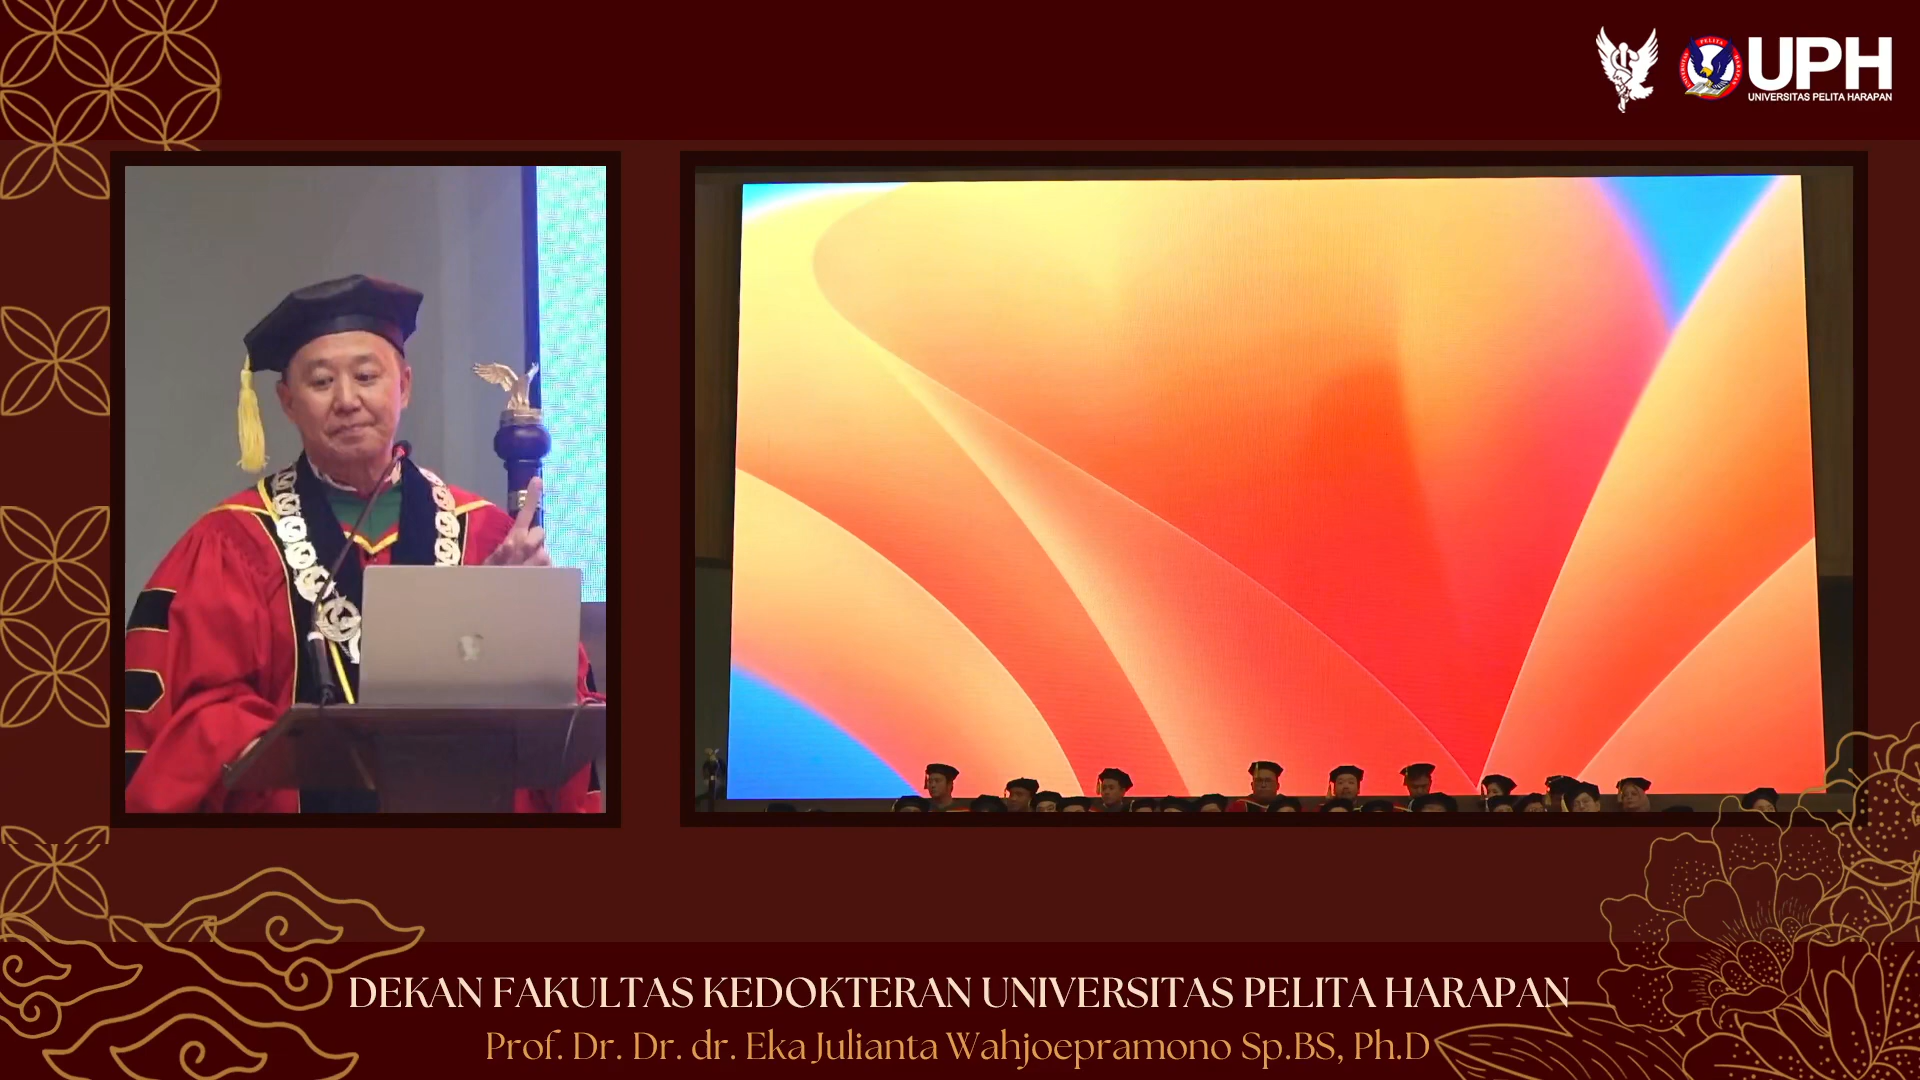 UPH
UNIVERSITAS PELITA HARAPAN
DEKAN FAKULTAS KEDOKTERAN UNIVERSITAS PELITA HARAPAN
Prof. Dr. Dr. dr. Eka Julianta Wahjoepramono Sp.BS, Ph.D